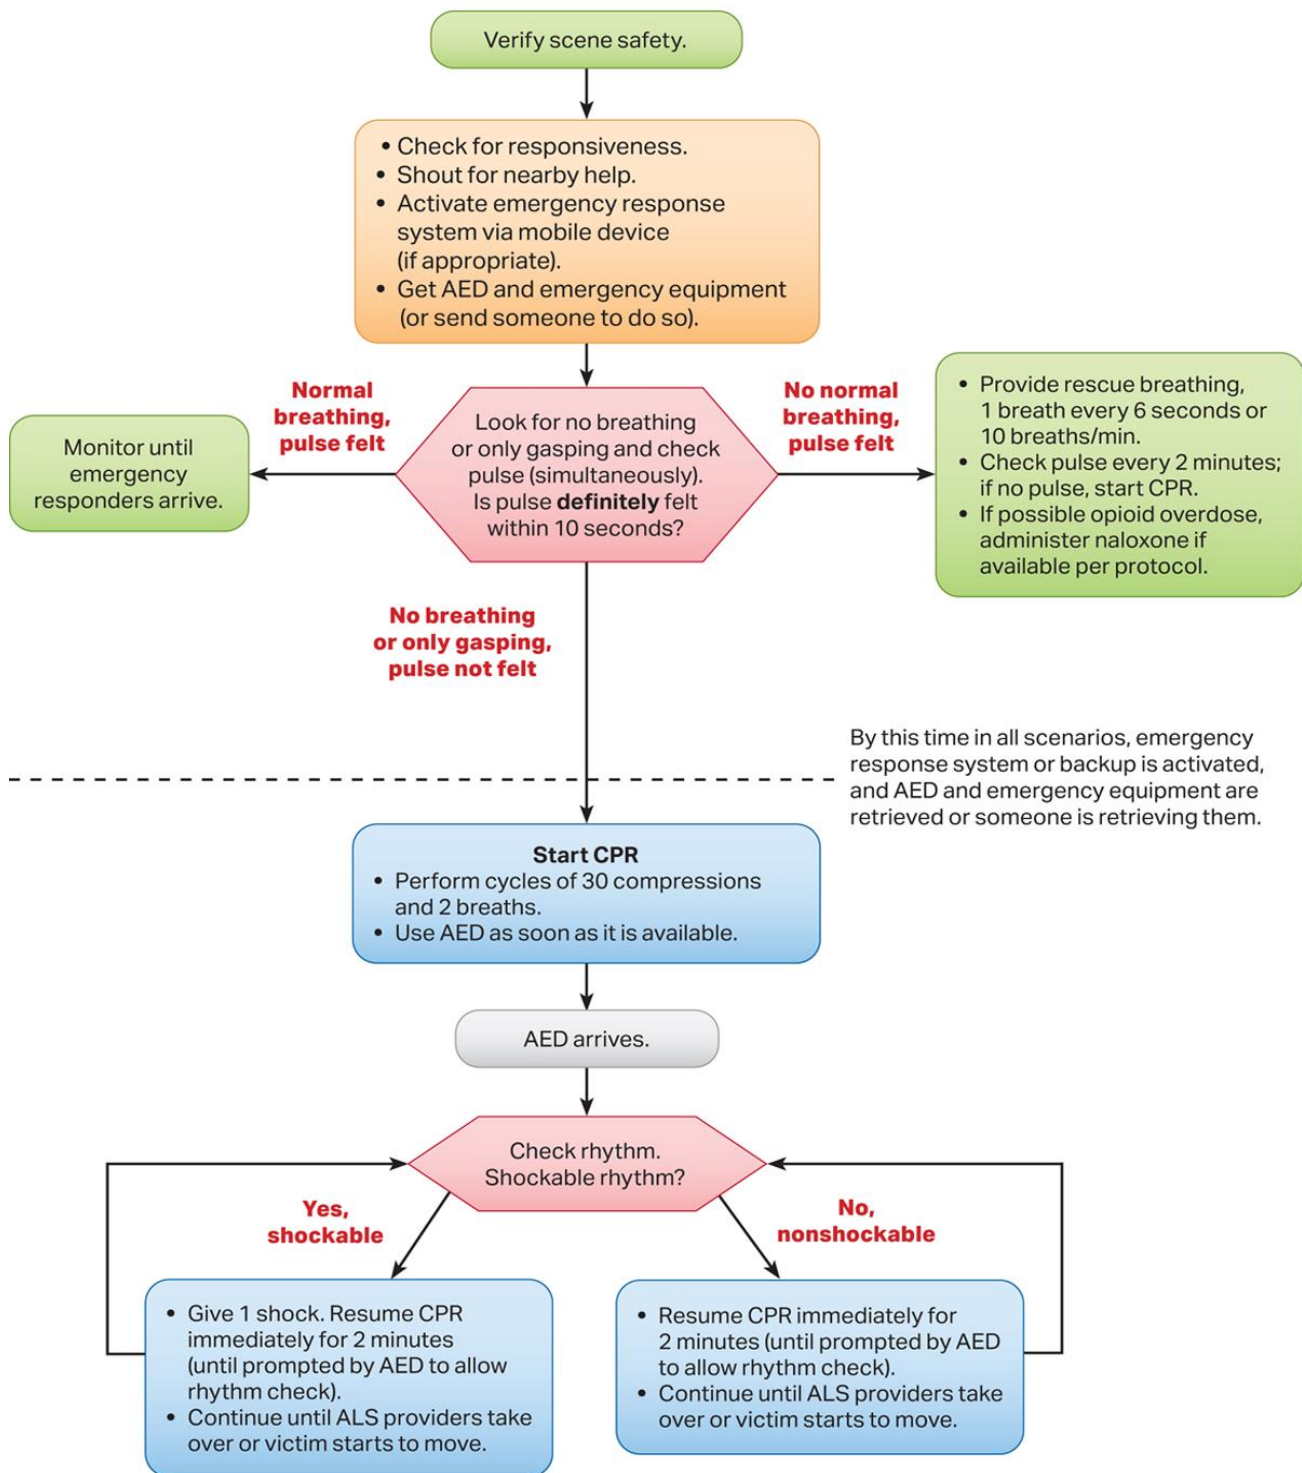 Verify scene safety.
• Check for responsiveness.
• Shout for nearby help.
• Activate emergency response
system via mobile device
(if appropriate).
• Get AED and emergency equipment
(or send someone to do so).
Normal
breathing,
pulse felt
No normal
breathing,
pulse felt
Monitor until
emergency
responders arrive.
Look for no breathing
or only gasping and check
pulse (simultaneously).
Is pulse definitely felt
within 10 seconds?
• Provide rescue breathing,
1 breath every 6 seconds or
10 breaths/min.
• Check pulse every 2 minutes;
if no pulse, start CPR.
• If possible opioid overdose,
administer naloxone if
available per protocol.
No breathing
or only gasping,
pulse not felt
By this time in all scenarios, emergency
response system or backup is activated,
and AED and emergency equipment are
retrieved or someone is retrieving them.
Start CPR
• Perform cycles of 30 compressions
and 2 breaths.
• Use AED as soon as it is available.
AED arrives.
Check rhythm.
Shockable rhythm?
Yes,
shockable
No,
nonshockable
• Give 1 shock. Resume CPR
immediately for 2 minutes
(until prompted by AED to allow
rhythm check).
• Continue until ALS providers take
over or victim starts to move.
• Resume CPR immediately for
2 minutes (until prompted by AED
to allow rhythm check).
• Continue until ALS providers take
over or victim starts to move.